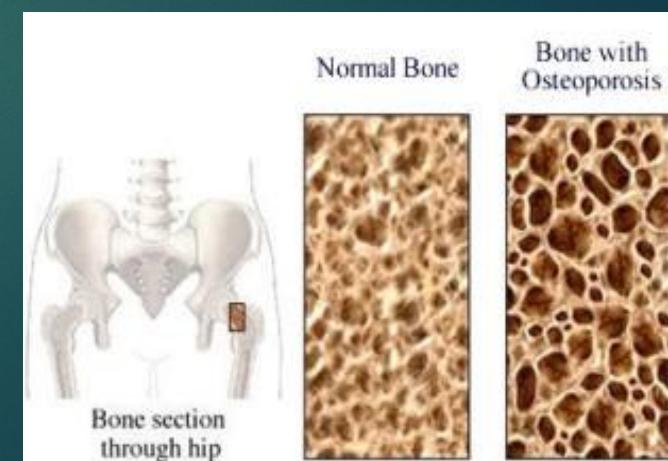 Normal Bone
Bone with
Osteoporosis
Bone section
through hip